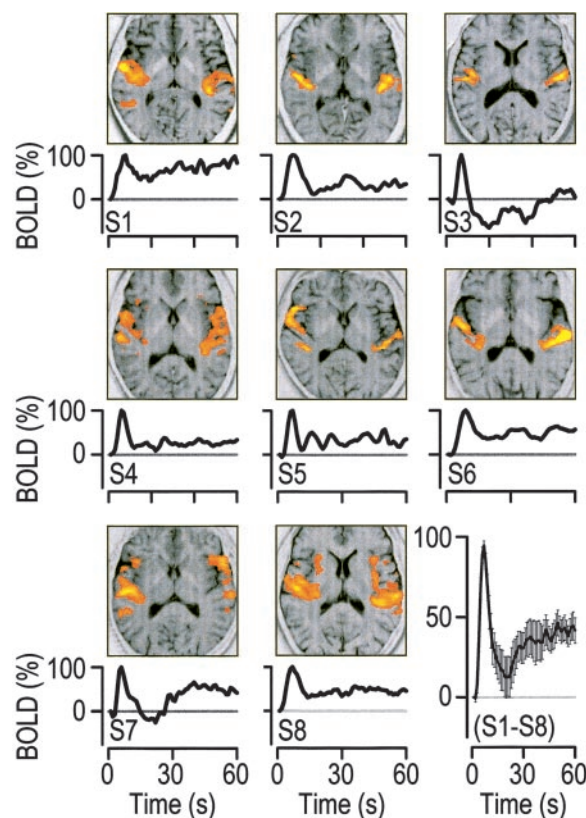 BOLD (%)
100
0
S1
S2
S3
BOLD (%)
100
0
S4
S5
S6
BOLD (%)
100
0
S7
S8
100
50
0
(S1-S8)
0 30 60
0 30 60
0 30 60
Time (s)
Time (s)
Time (s)